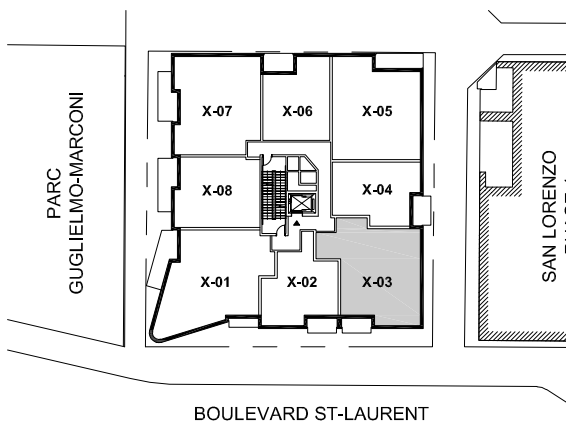 PARC
GUGLIELMO-MARCONI
X-07
X-06
X-05
X-08
X-04
X-01
X-02
X-03
SAN LORENZO
BOULEVARD ST-LAURENT